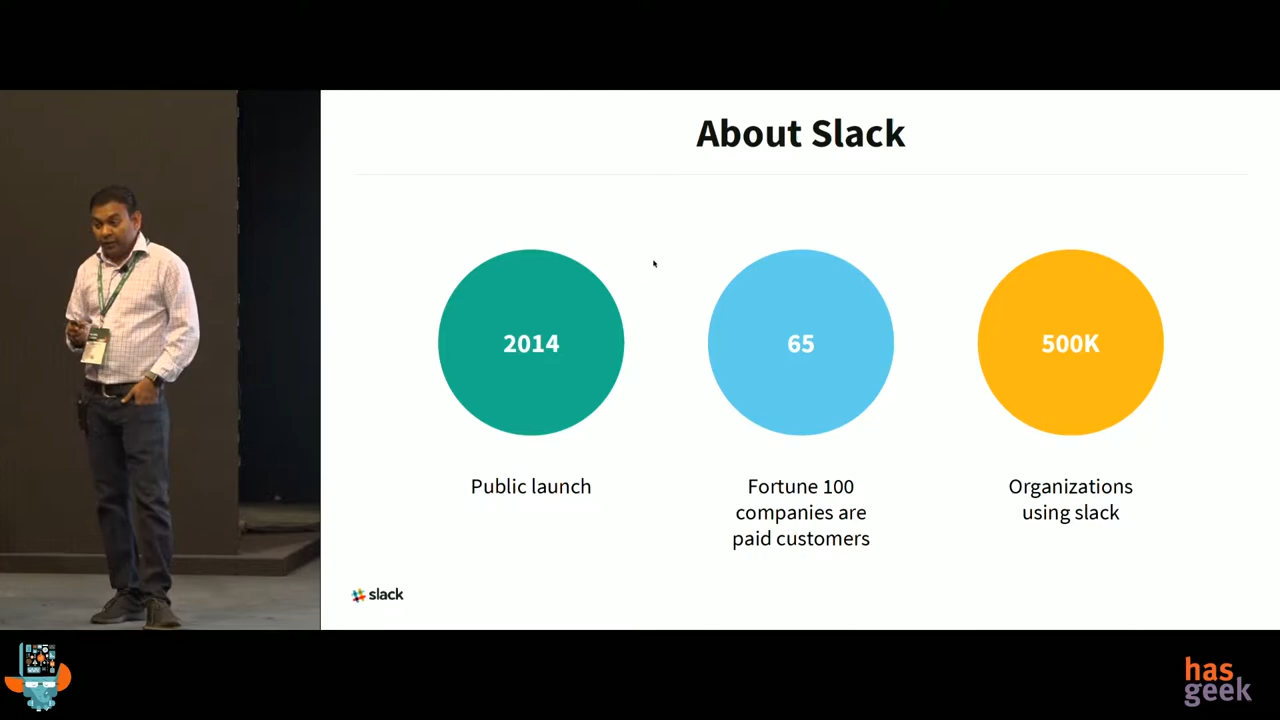 About Slack
2014
65
500K
Public launch
Fortune 100
companies are
paid customers
Organizations
using slack
slack
has
geek